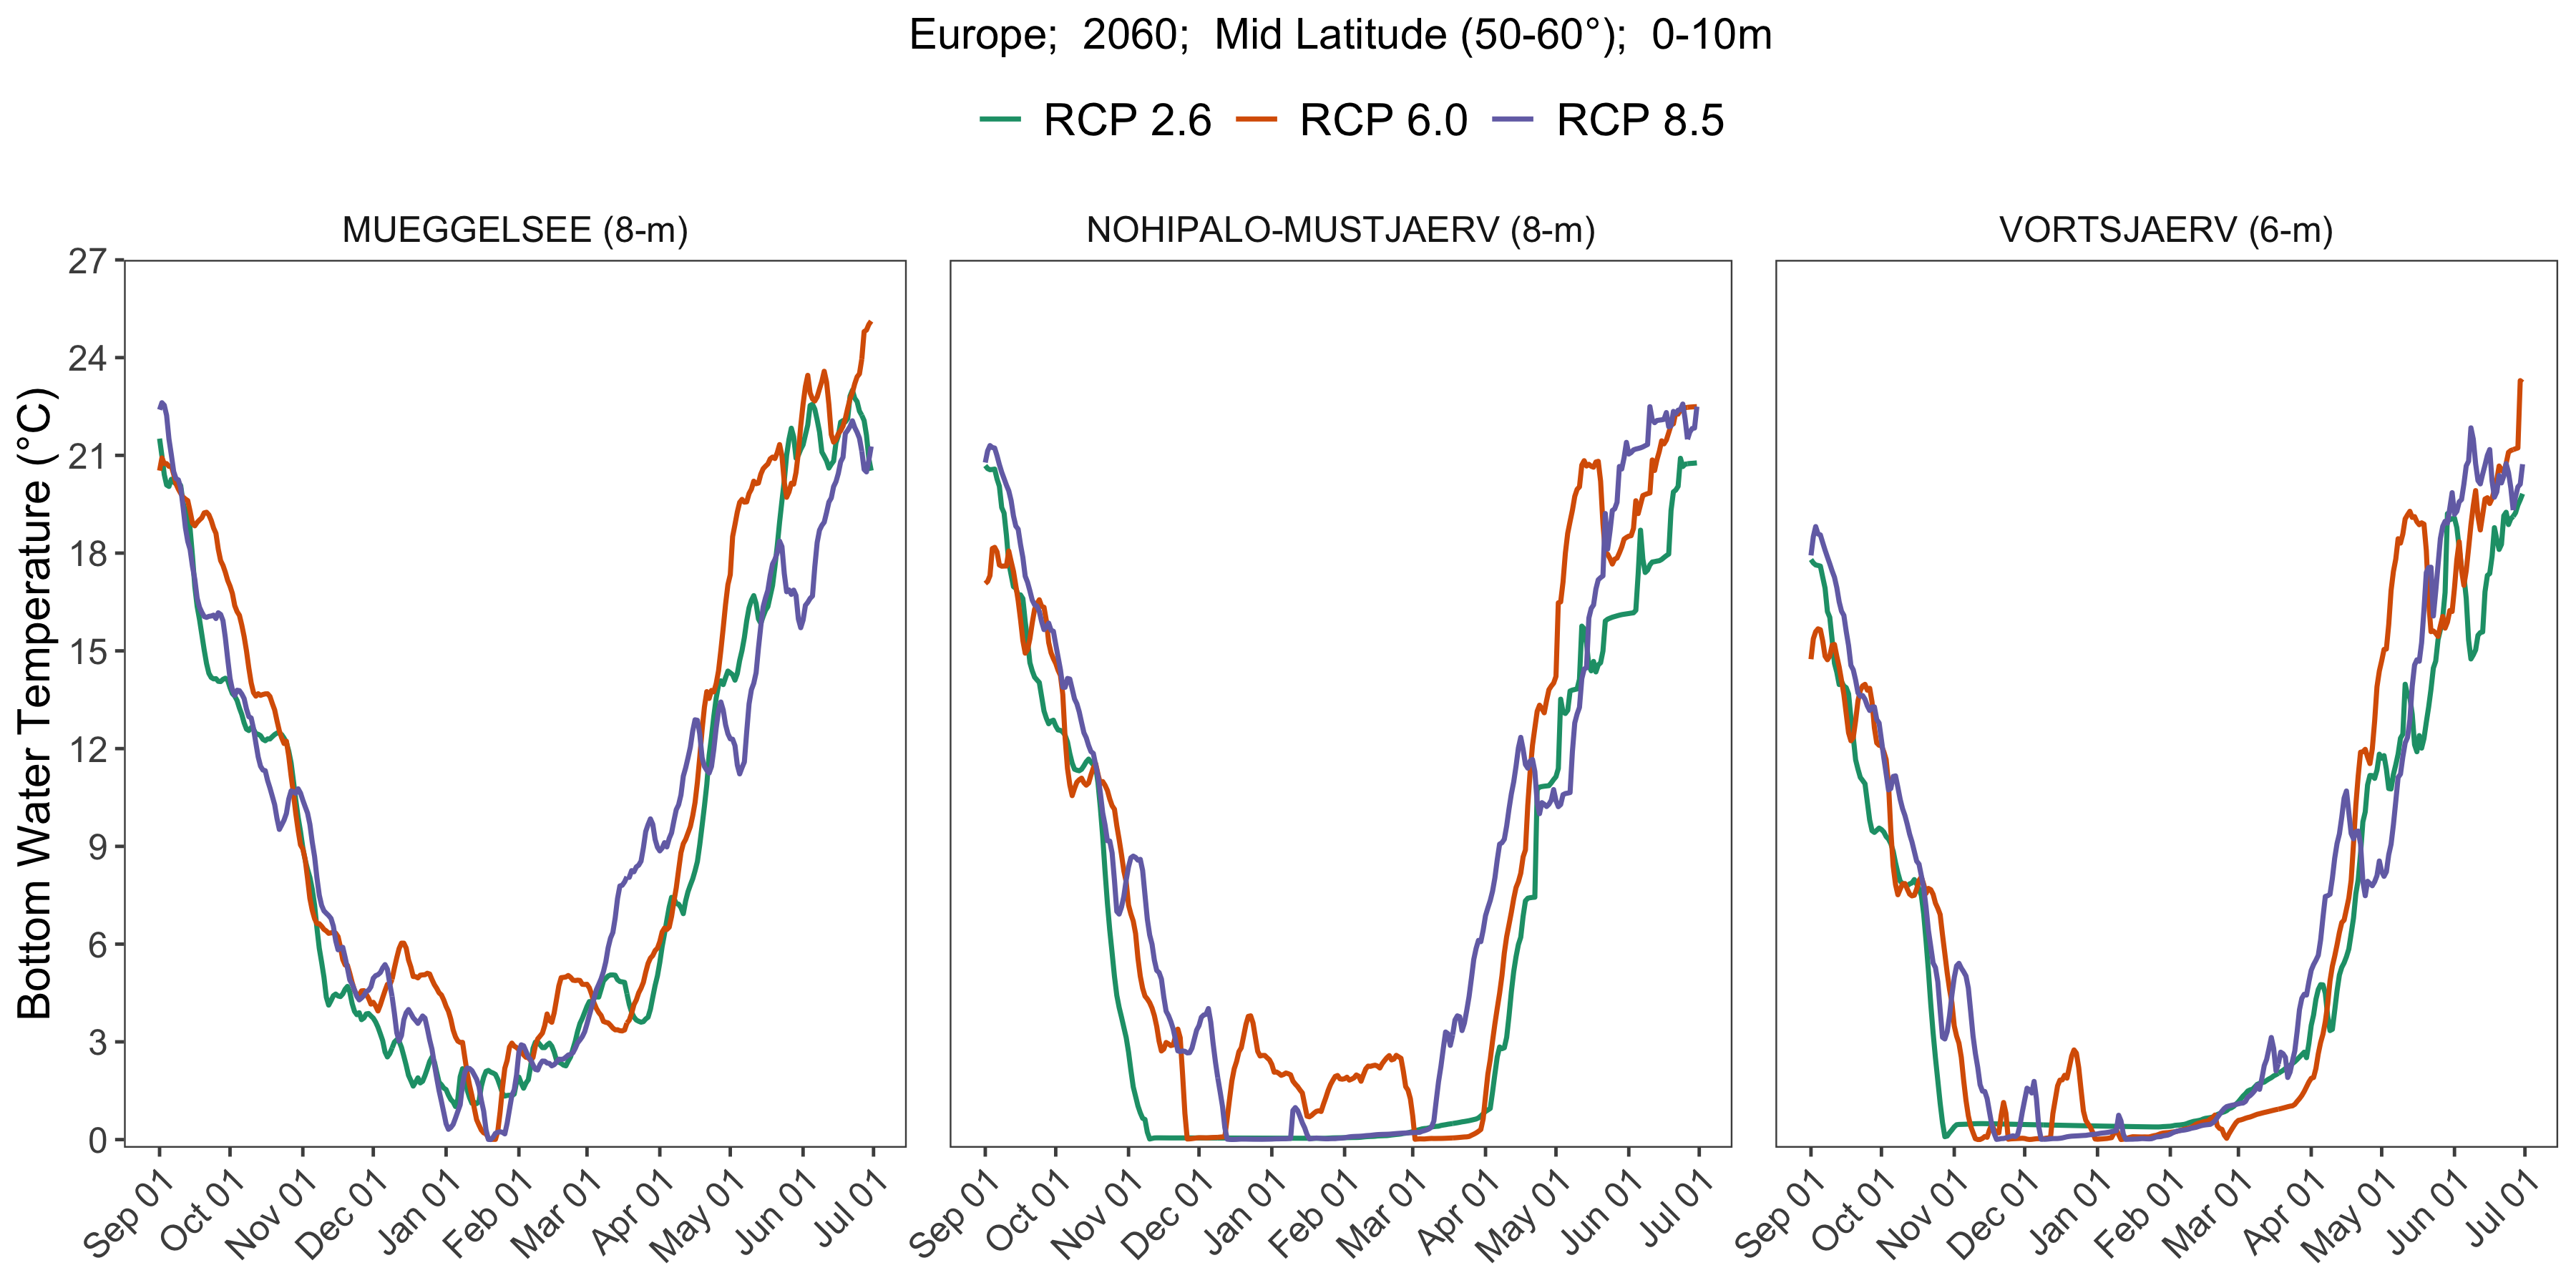 Europe;  2060;  Mid Latitude (50-60°);  0-10m
RCP 2.6 RCP 6.0 RCP 8.5
MUEGGELSEE (8-m) NOHIPALO-MUSTJAERV (8-m) VORTSJAERV (6-m)
Bottom Water Temperature (°C)
27
24
21
18
15
12
9
6
3
0
Sep 01 Oct 01 Nov 01 Dec 01 Jan 01 Feb 01 Mar 01 Apr 01 May 01 Jun 01 Jul 01
Sep 01 Oct 01 Nov 01 Dec 01 Jan 01 Feb 01 Mar 01 Apr 01 May 01 Jun 01 Jul 01
Sep 01 Oct 01 Nov 01 Dec 01 Jan 01 Feb 01 Mar 01 Apr 01 May 01 Jun 01 Jul 01